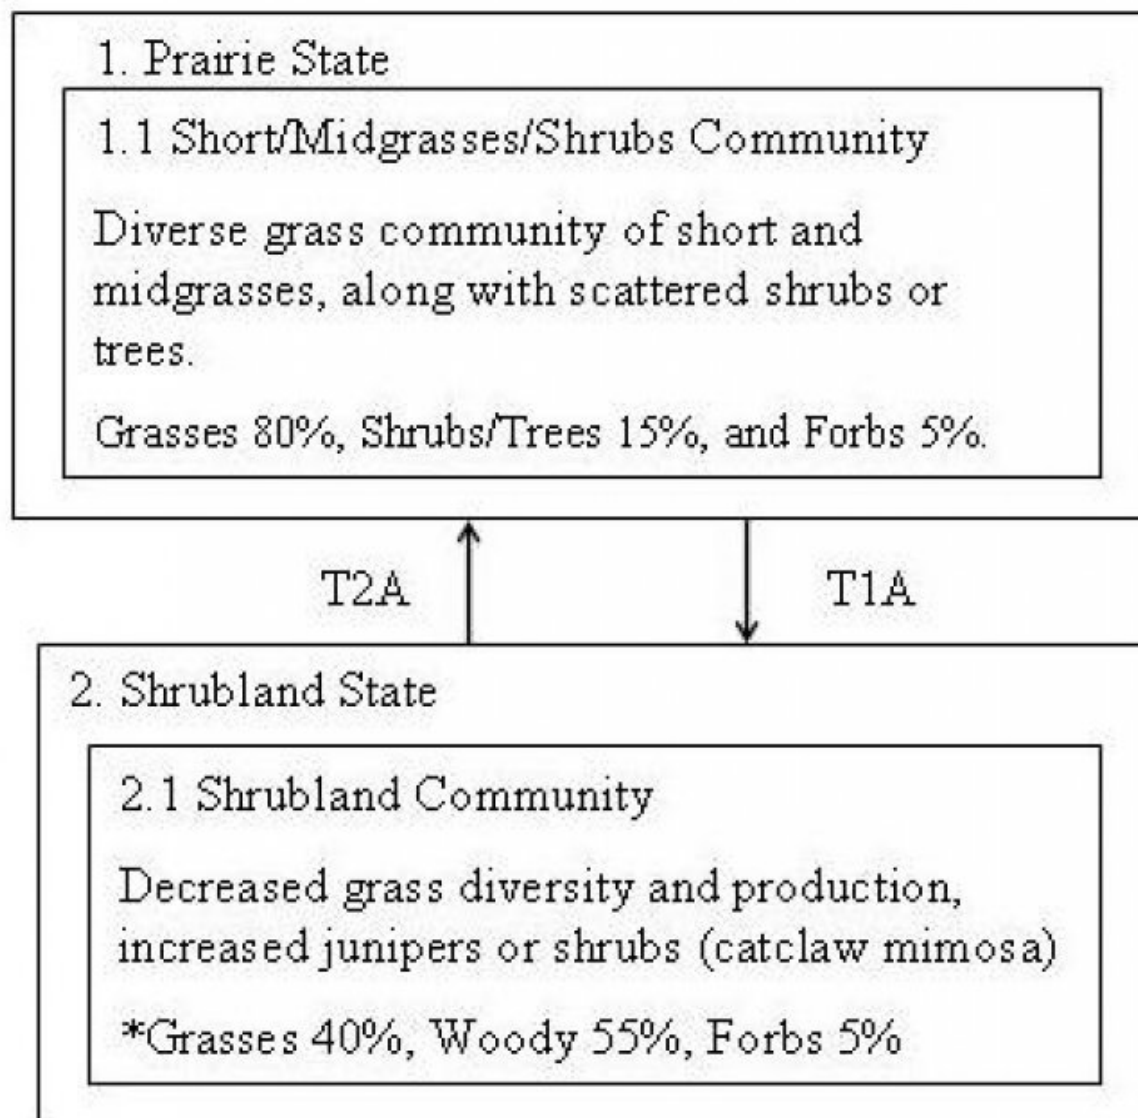 1. Prairie State
1.1 Short/Midgrasses/Shrubs Community
Diverse grass community of short and
midgrasses, along with scattered shrubs or
trees.
Grasses 80%, Shrubs/Trees 15%, and Forbs 5%.
T2A
T1A
2. Shrubland State
2.1 Shrubland Community
Decreased grass diversity and production,
increased junipers or shrubs (catclaw mimosa)
*Grasses 40%, Woody 55%, Forbs 5%